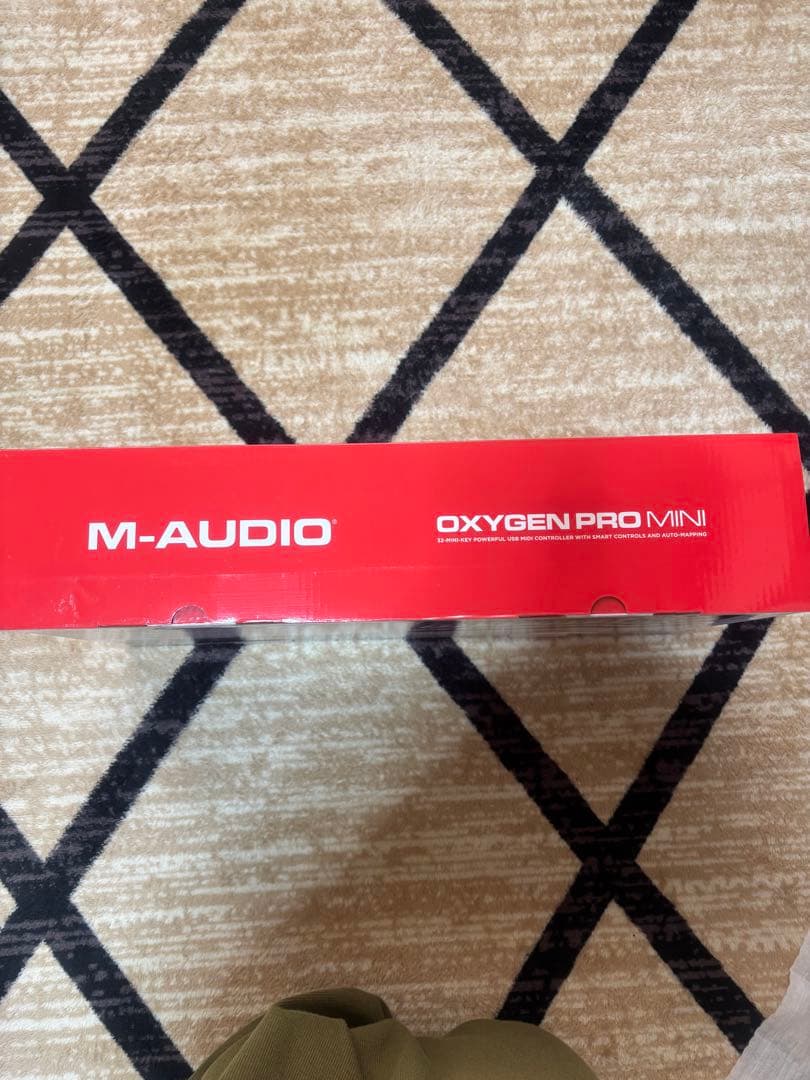 M-AUDIO®
OXYGEN PRO MINI
32-MINI-KEY POWERFUL USB MIDI CONTROLLER WITH SMART CONTROLS AND AUTO-MAPPING